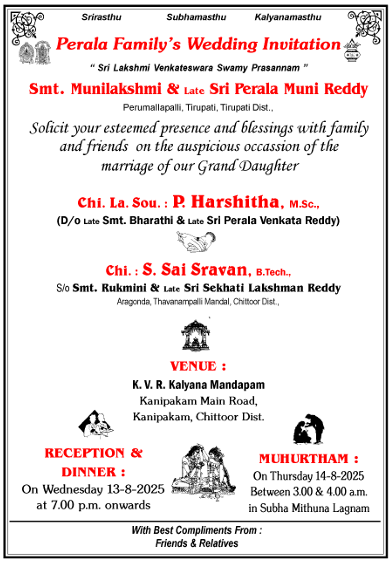 Srirasthu Subhamasthu Kalyanamasthu
Perala Family's Wedding Invitation
" Sri Lakshmi Venkateswara Swamy Prasannam "
Smt. Munilakshmi & Late Sri Perala Muni Reddy
Perumallapalli, Tirupati, Tirupati Dist.,
Solicit your esteemed presence and blessings with family
and friends on the auspicious occassion of the
marriage of our Grand Daughter
Chi. La. Sou. : P. Harshitha, M.Sc.,
(D/o Late Smt. Bharathi & Late Sri Perala Venkata Reddy)
Chi. : S. Sai Sravan, B.Tech.,
S/o Smt. Rukmini & Late Sri Sekhati Lakshman Reddy
Aragonda, Thavanampalli Mandal, Chittoor Dist.,
VENUE :
K. V. R. Kalyana Mandapam
Kanipakam Main Road,
Kanipakam, Chittoor Dist.
RECEPTION &
DINNER :
On Wednesday 13-8-2025
at 7.00 p.m. onwards
MUHURTHAM :
On Thursday 14-8-2025
Between 3.00 & 4.00 a.m.
in Subha Mithuna Lagnam
With Best Compliments From :
Friends & Relatives